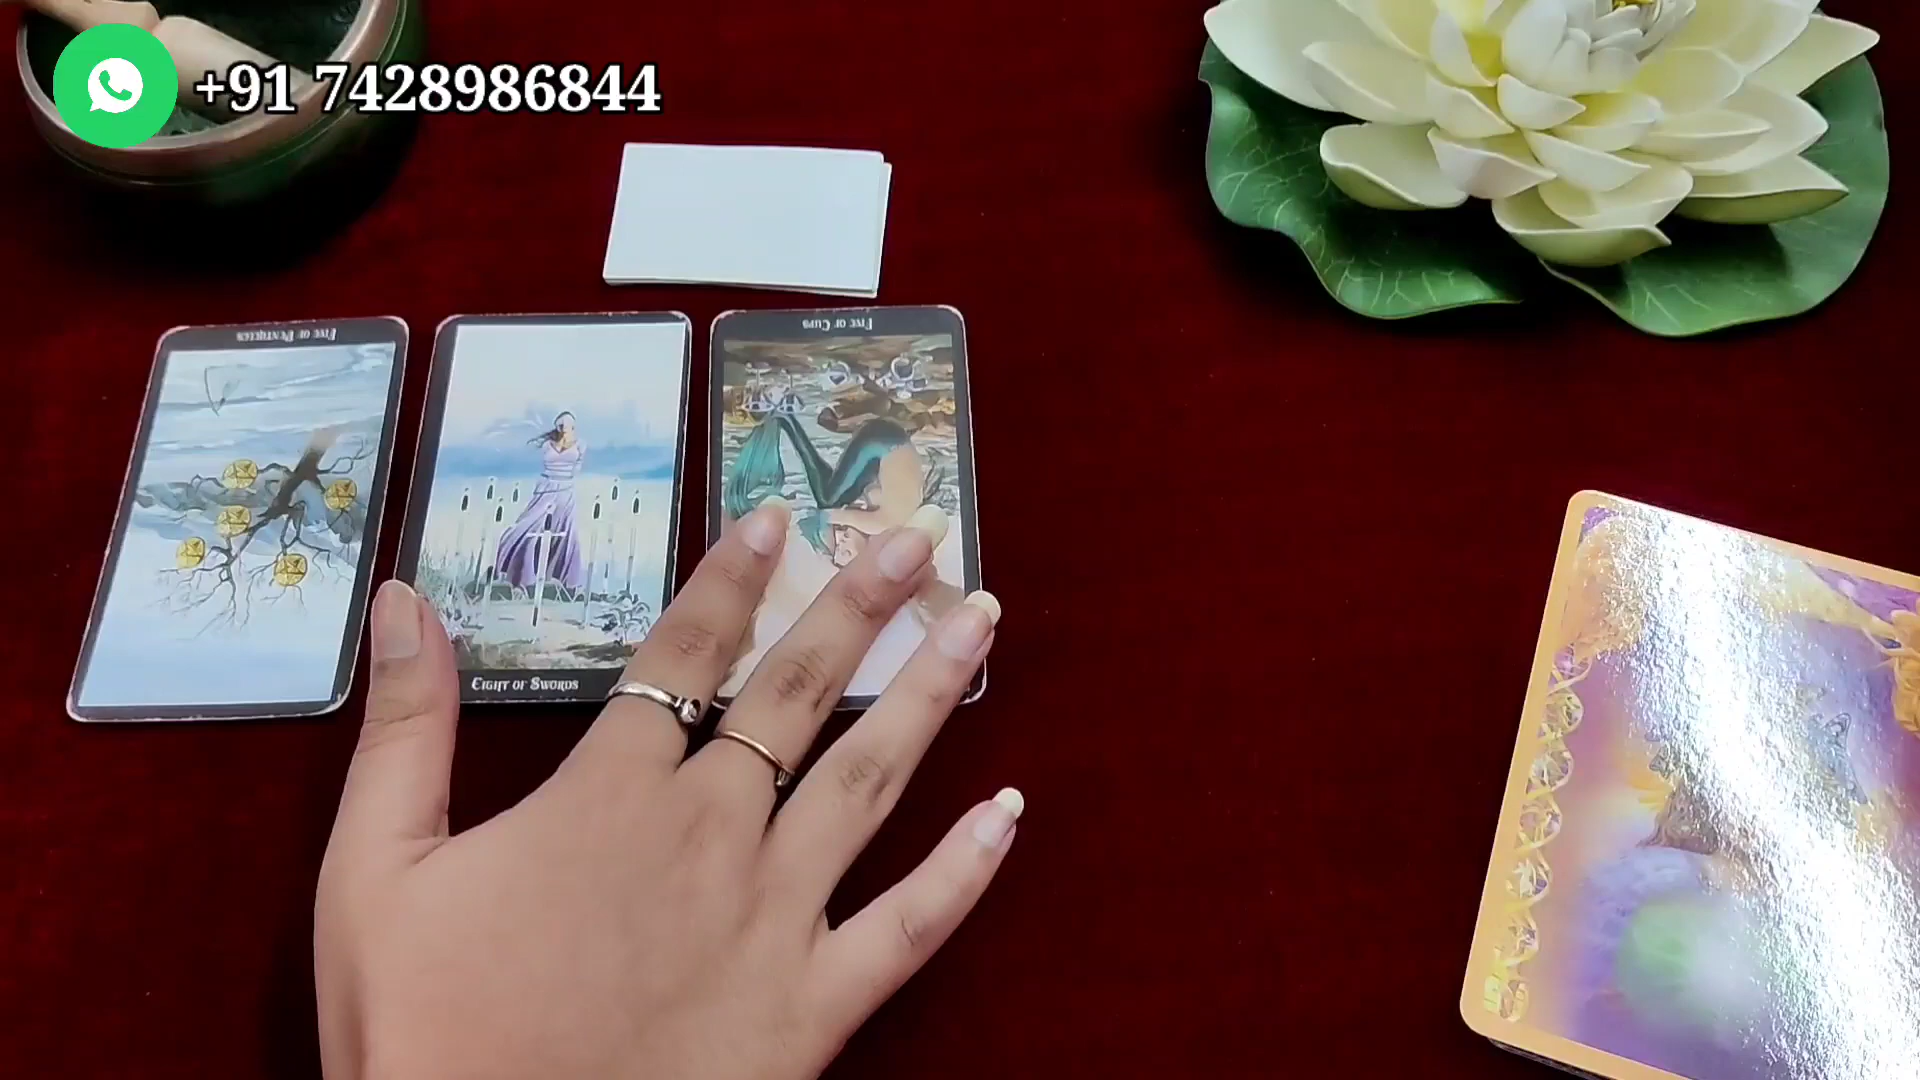 +91 7428986844
FIVE OF PENTACLES
EIGHT OF SWORDS
FIVE OF CUPS